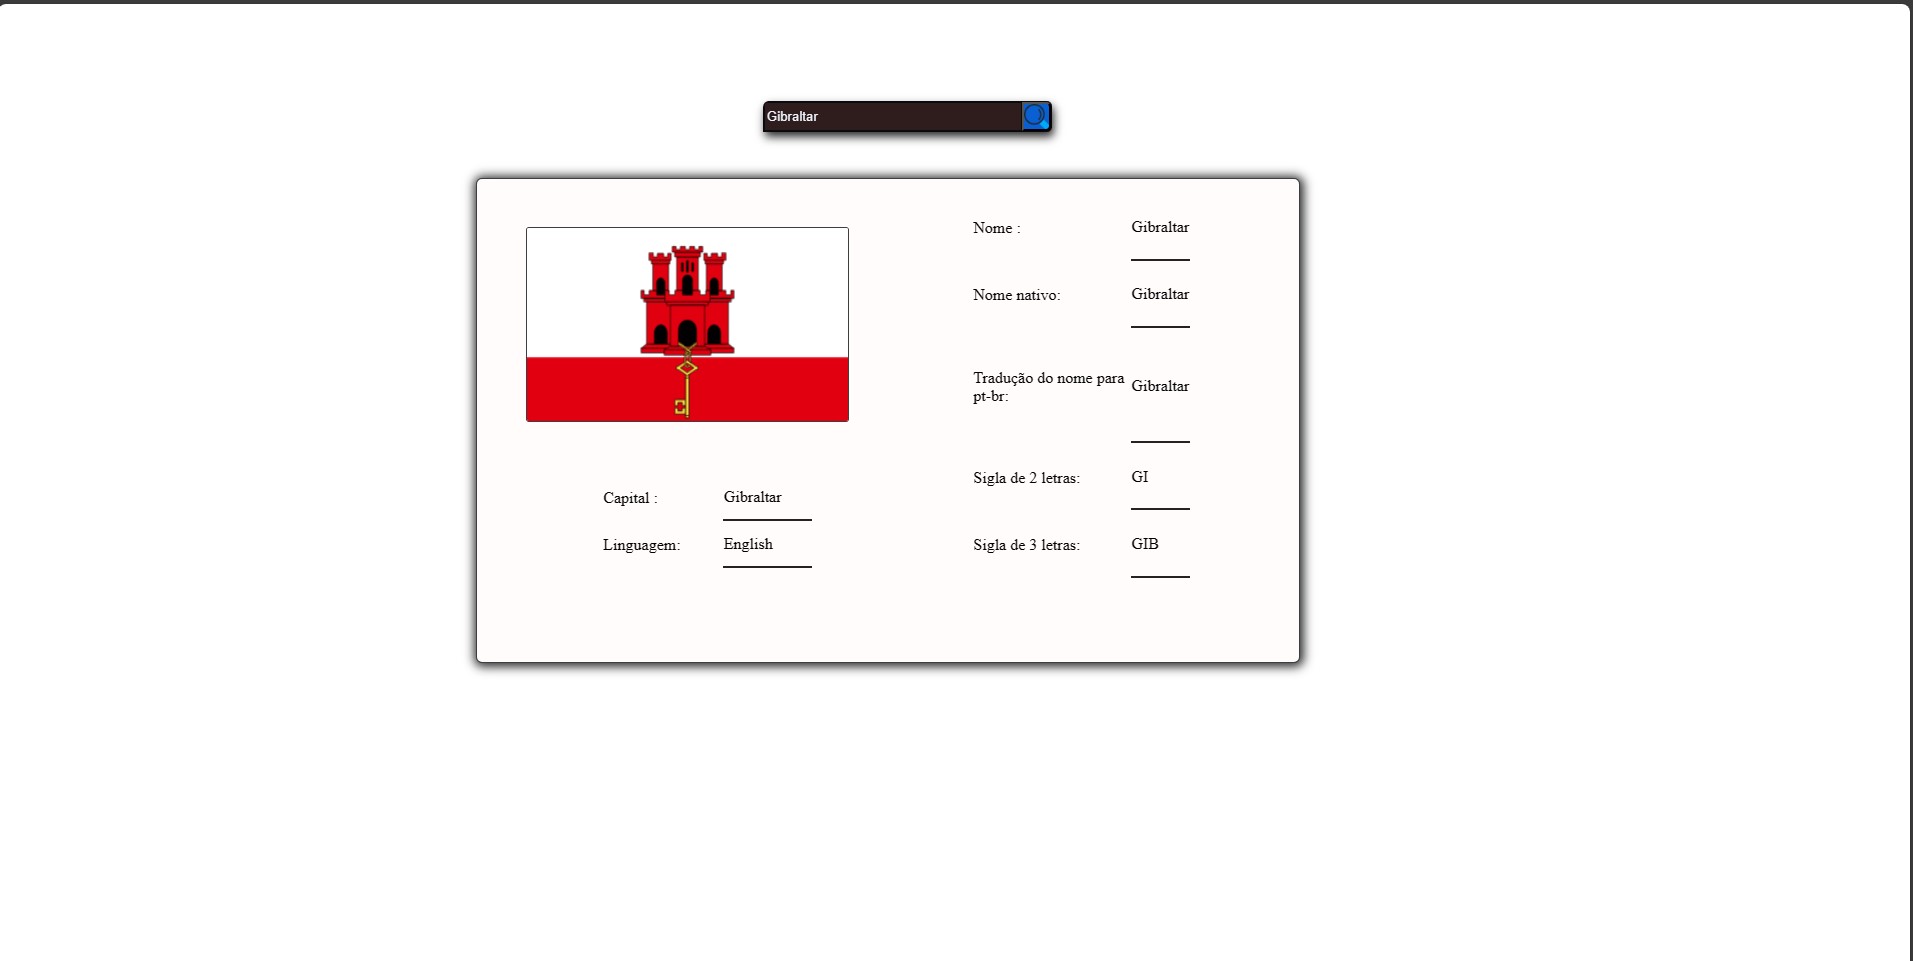 Gibraltar
Nome :
Gibraltar
Nome nativo:
Gibraltar
Tradução do nome para
pt-br:
Gibraltar
Sigla de 2 letras:
GI
Sigla de 3 letras:
GIB
Capital :
Gibraltar
Linguagem:
English